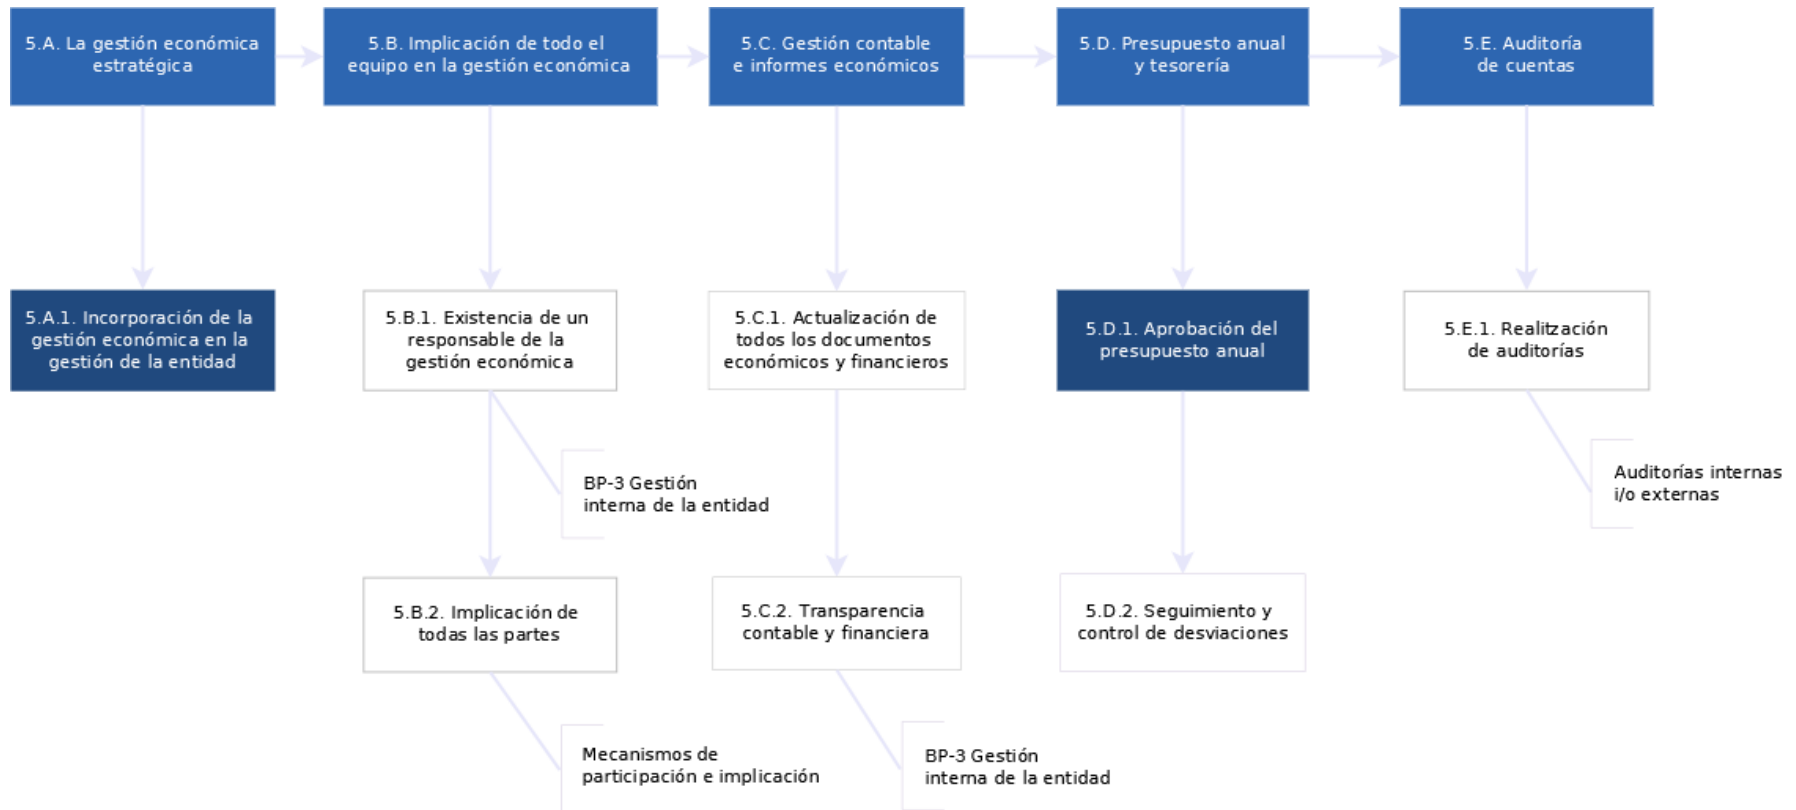 5.A. La gestión económica
estratégica
5.B. Implicación de todo el
equipo en la gestión económica
5.C. Gestión contable
e informes económicos
5.D. Presupuesto anual
y tesorería
5.E. Auditoría
de cuentas
5.A.1. Incorporación de la
gestión económica en la
gestión de la entidad
5.B.1. Existencia de un
responsable de la
gestión económica
5.C.1. Actualización de
todos los documentos
económicos y financieros
5.D.1. Aprobación del
presupuesto anual
5.E.1. Realitzación
de auditorías
BP-3 Gestión
interna de la entidad
Auditorías internas
i/o externas
5.B.2. Implicación de
todas las partes
5.C.2. Transparencia
contable y financiera
5.D.2. Seguimiento y
control de desviaciones
Mecanismos de
participación e implicación
BP-3 Gestión
interna de la entidad